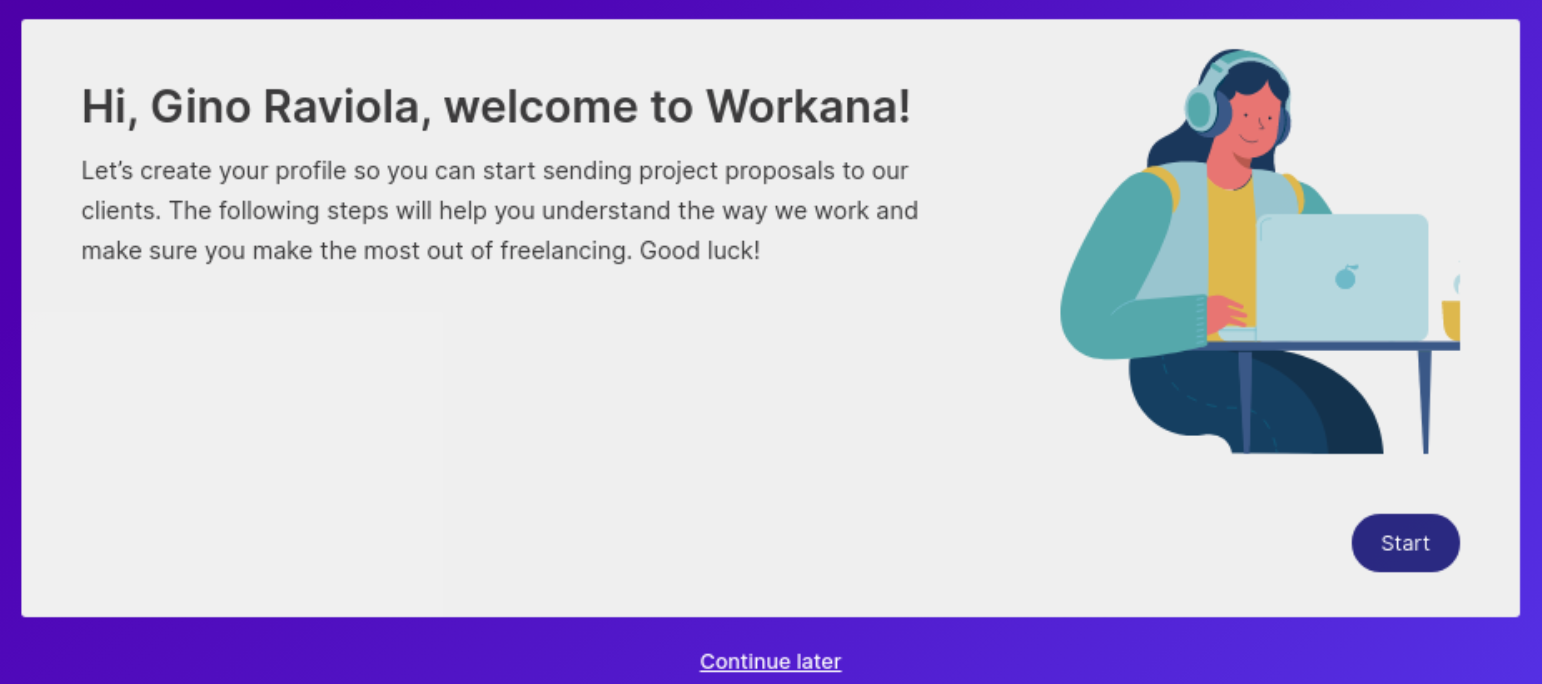 Hi, Gino Raviola, welcome to Workana!
Let’s create your profile so you can start sending project proposals to our
clients. The following steps will help you understand the way we work and
make sure you make the most out of freelancing. Good luck!
Start
Continue later